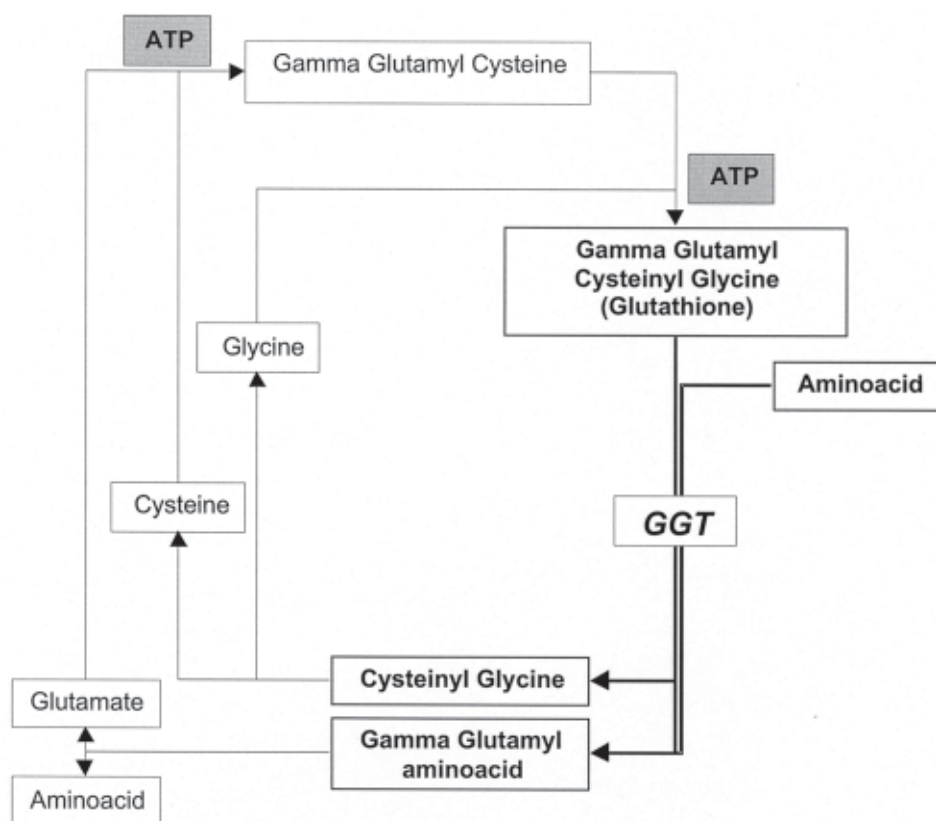 ATP
Gamma Glutamyl Cysteine
ATP
Gamma Glutamyl
Cysteinyl Glycine
(Glutathione)
Glycine
Aminoacid
Cysteine
GGT
Cysteinyl Glycine
Glutamate
Gamma Glutamyl
aminoacid
Aminoacid